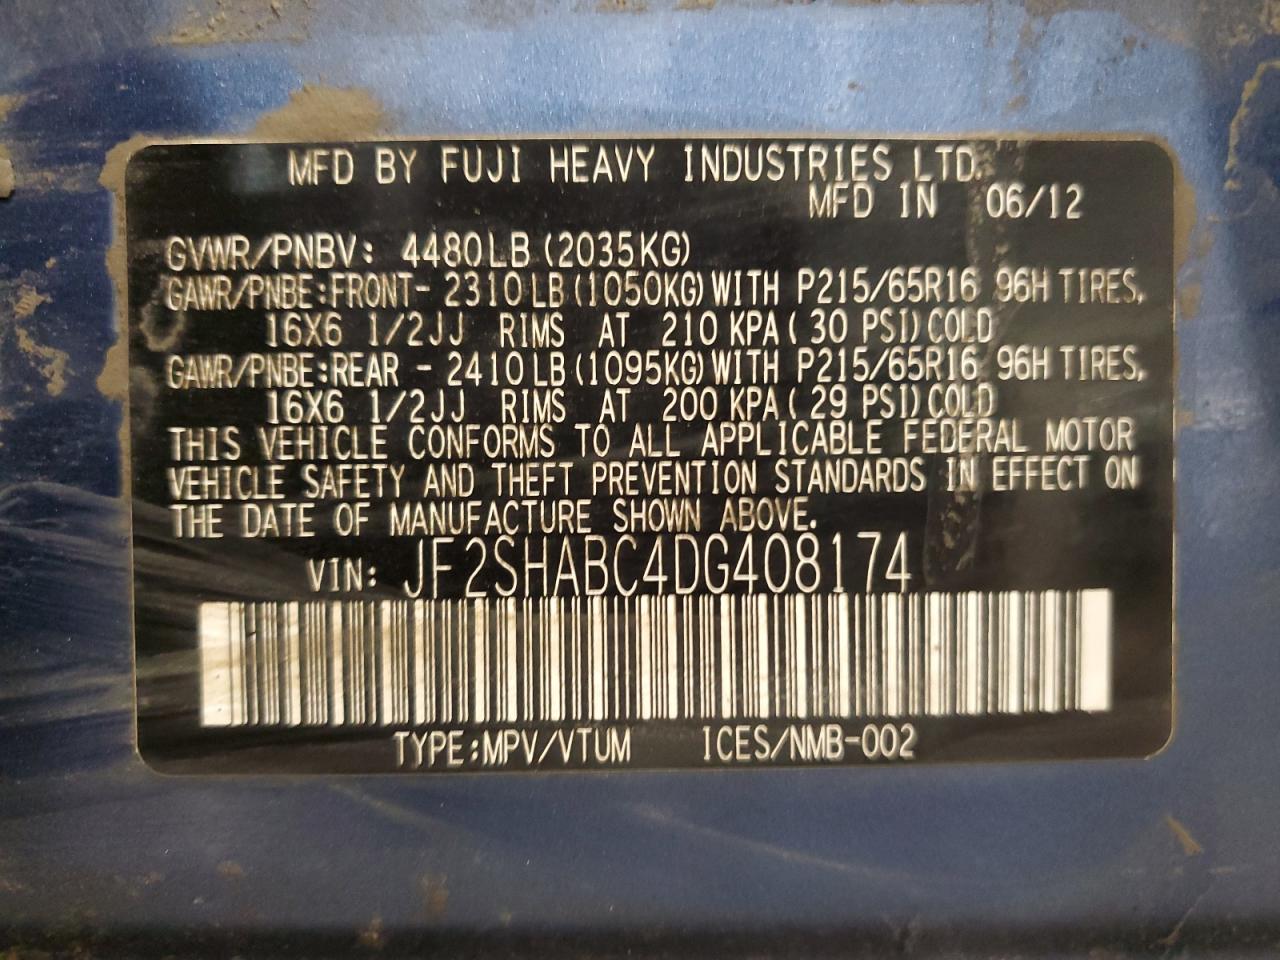 MFD BY FUJI HEAVY INDUSTRIES LTD.
MFD IN 06/12
GVWR/PNBV: 4480LB (2035KG)
GAWR/PNBE:FRONT- 2310LB (1050KG) WITH P215/65R16 96H TIRES,
16X6 1/2JJ RIMS AT 210 KPA( 30 PSI)COLD
GAWR/PNBE:REAR - 2410LB (1095KG) WITH P215/65R16 96H TIRES,
16X6 1/2JJ RIMS AT 200 KPA( 29 PSI)COLD
THIS VEHICLE CONFORMS TO ALL APPLICABLE FEDERAL MOTOR
VEHICLE SAFETY AND THEFT PREVENTION STANDARDS IN EFFECT ON
THE DATE OF MANUFACTURE SHOWN ABOVE.
VIN: JF2SHABC4DG408174
TYPE:MPV/VTUM ICES/NMB-002